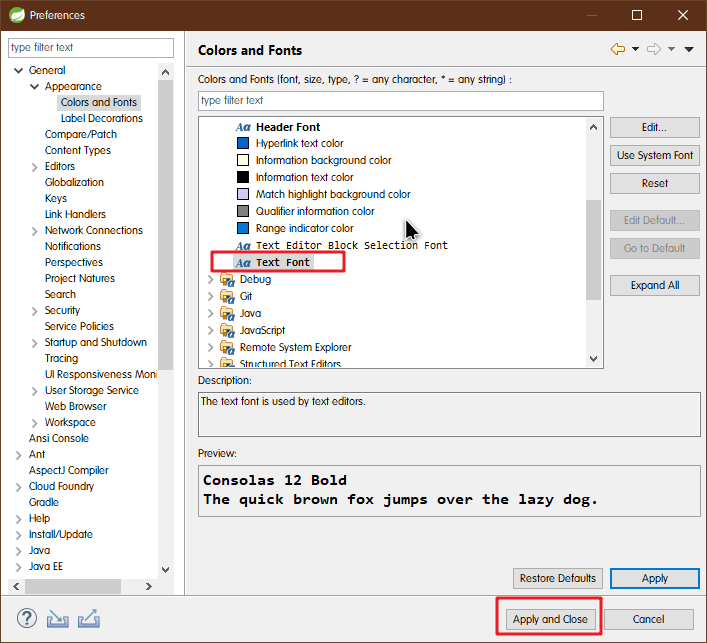 Preferences
type filter text
General
Appearance
Colors and Fonts
Label Decorations
Compare/Patch
Content Types
Editors
Globalization
Keys
Link Handlers
Network Connections
Notifications
Perspectives
Project Natures
Search
Security
Service Policies
Startup and Shutdown
Tracing
UI Responsiveness Moni
User Storage Service
Web Browser
Workspace
Ansi Console
Ant
AspectJ Compiler
Cloud Foundry
Gradle
Help
Install/Update
Java
Java EE
Colors and Fonts
Colors and Fonts (font, size, type, ? = any character, * = any string) :
type filter text
Aa Header Font
Hyperlink text color
Information background color
Information text color
Match highlight background color
Qualifier information color
Range indicator color
Aa Text Editor Block Selection Font
Aa Text Font
Debug
Git
Java
JavaScript
Remote System Explorer
Structured Text Editors
Edit...
Use System Font
Reset
Edit Default...
Go to Default
Expand All
Description:
The text font is used by text editors.
Preview:
Consolas 12 Bold
The quick brown fox jumps over the lazy dog.
Restore Defaults
Apply
?
Apply and Close
Cancel